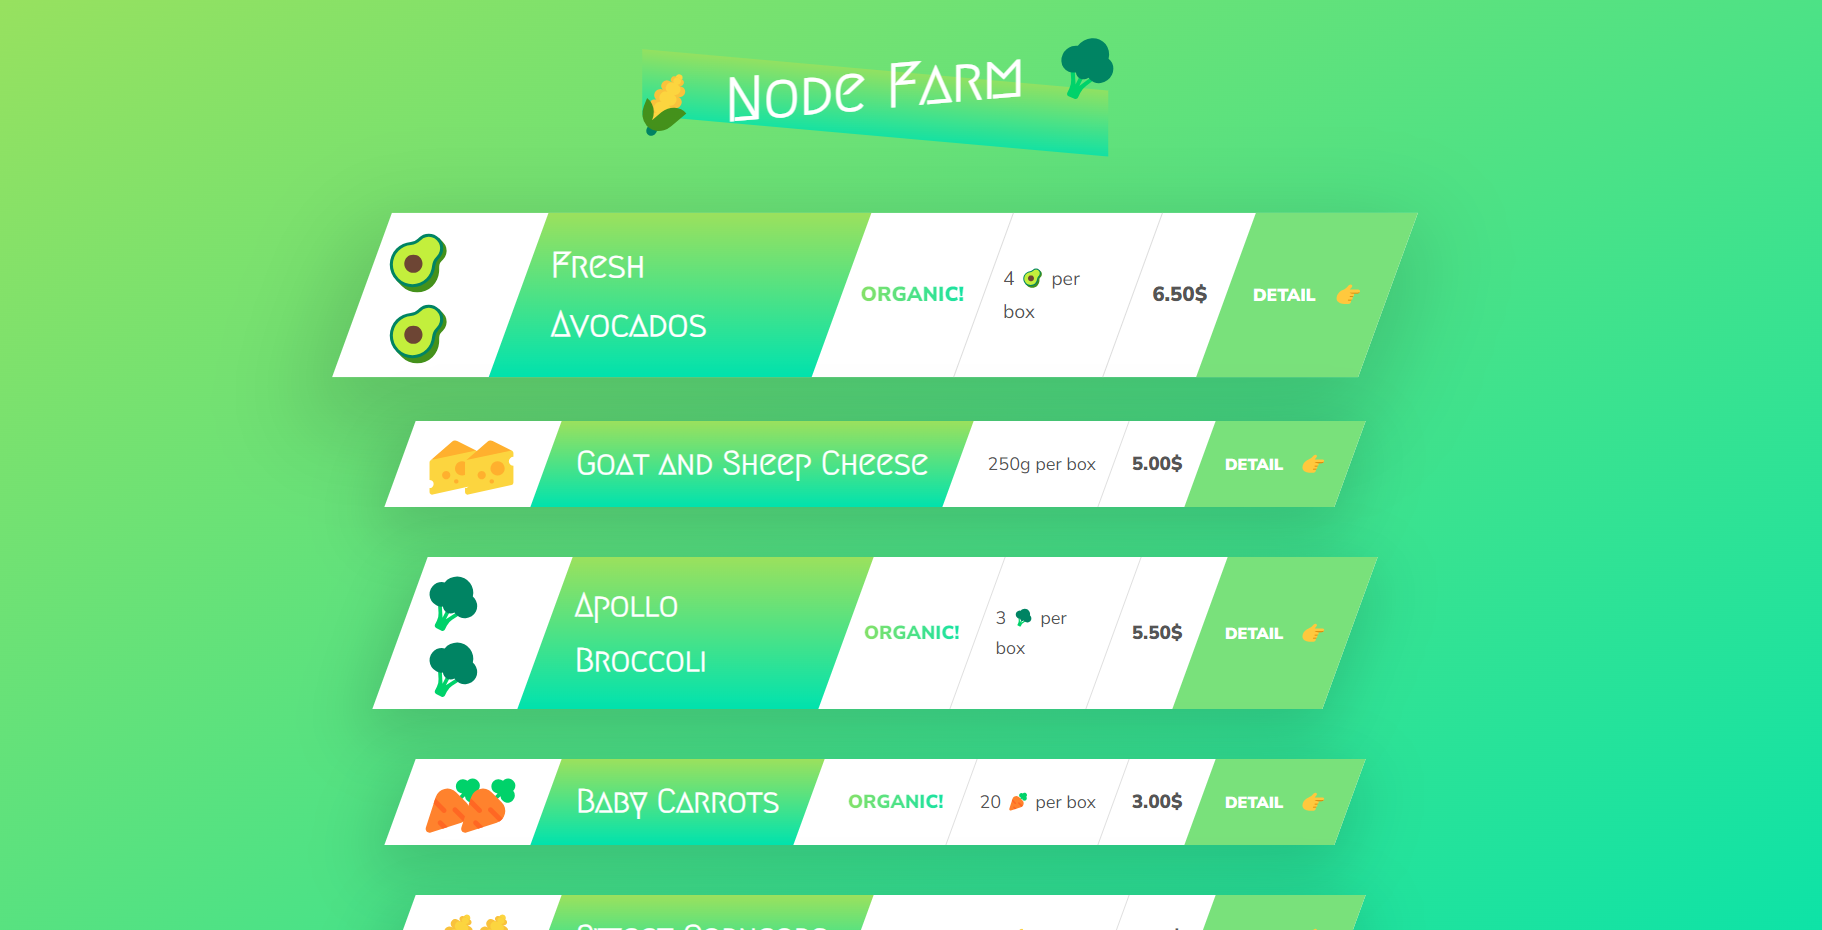 Node Farm
Fresh
Avocados
ORGANIC!
4 🥑 per
box
6.50$
DETAIL 👉
Goat and Sheep Cheese
250g per box
5.00$
DETAIL 👉
Apollo
Broccoli
ORGANIC!
3 🥦 per
box
5.50$
DETAIL 👉
Baby Carrots
ORGANIC!
20 🥕 per box
3.00$
DETAIL 👉